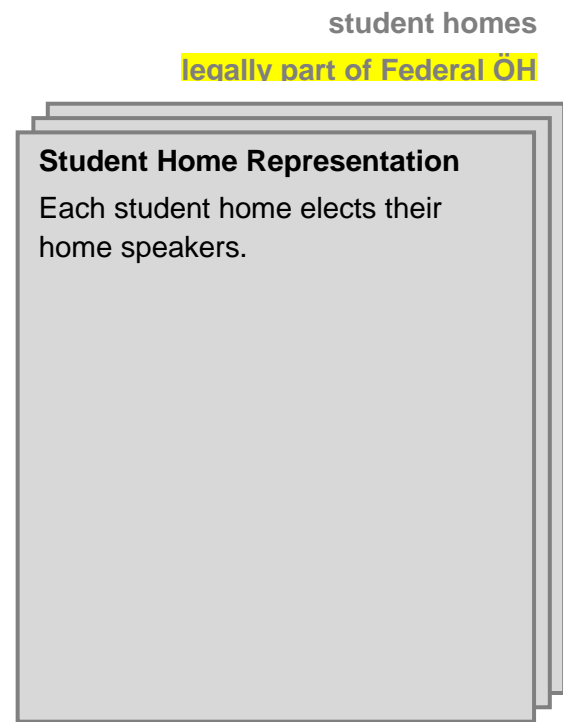 student homes
legally part of Federal ÖH
Student Home Representation
Each student home elects their
home speakers.